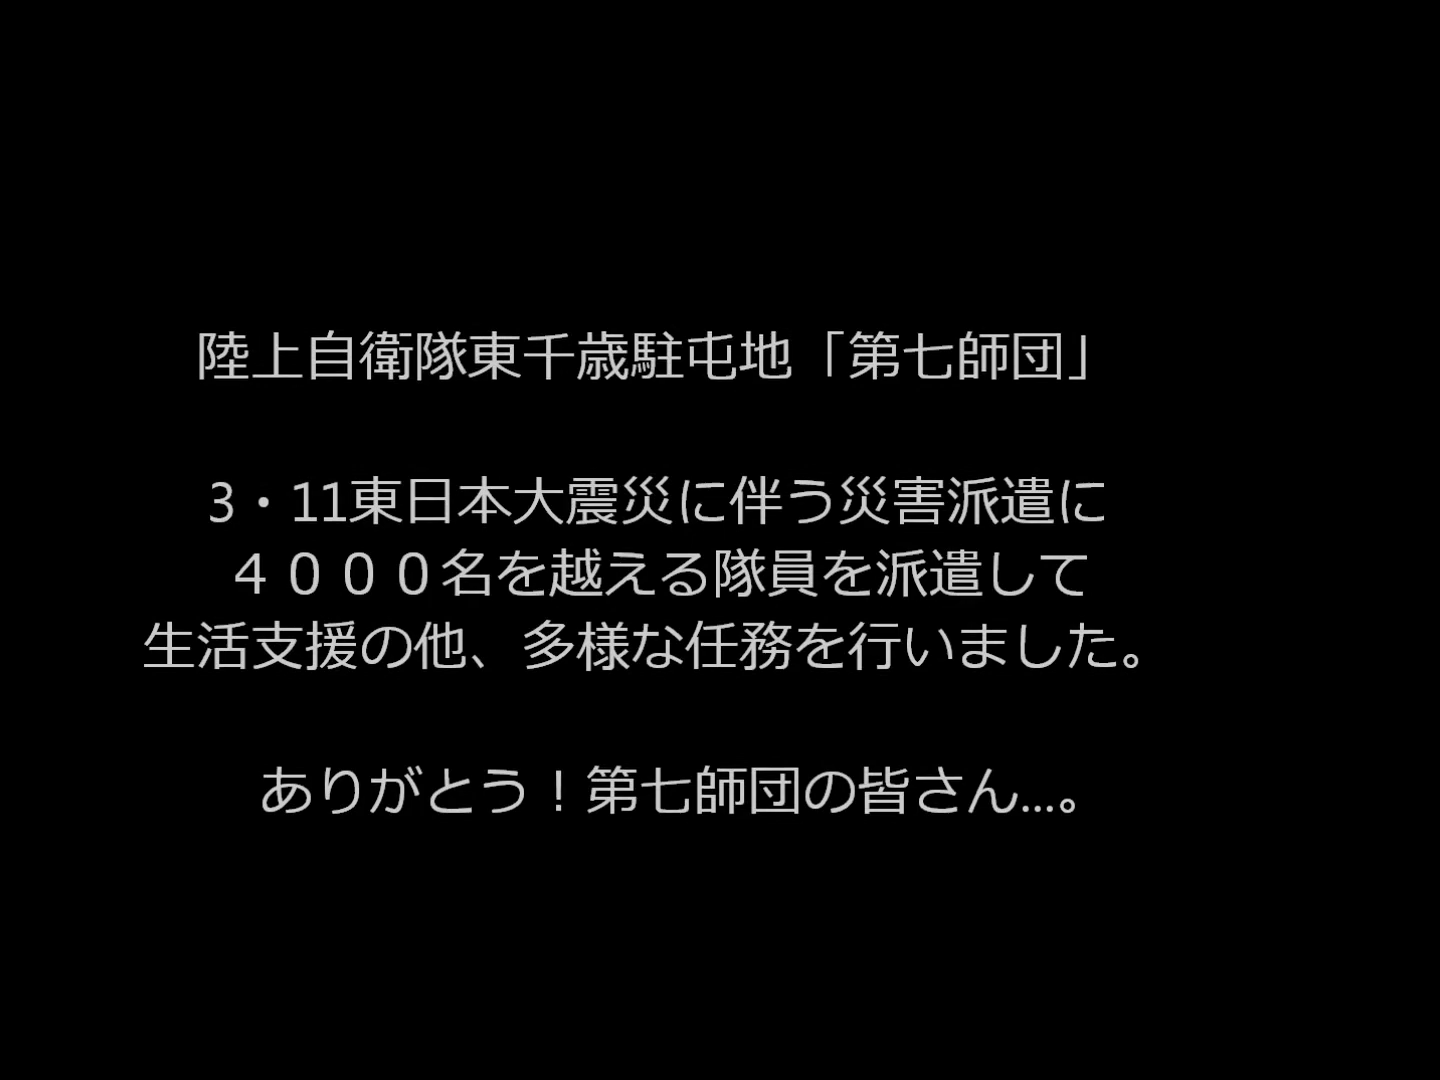 陸上自衛隊東千歳駐屯地「第七師団」
3・11東日本大震災に伴う災害派遣に
４０００名を越える隊員を派遣して
生活支援の他、多様な任務を行いました。
ありがとう！第七師団の皆さん...。